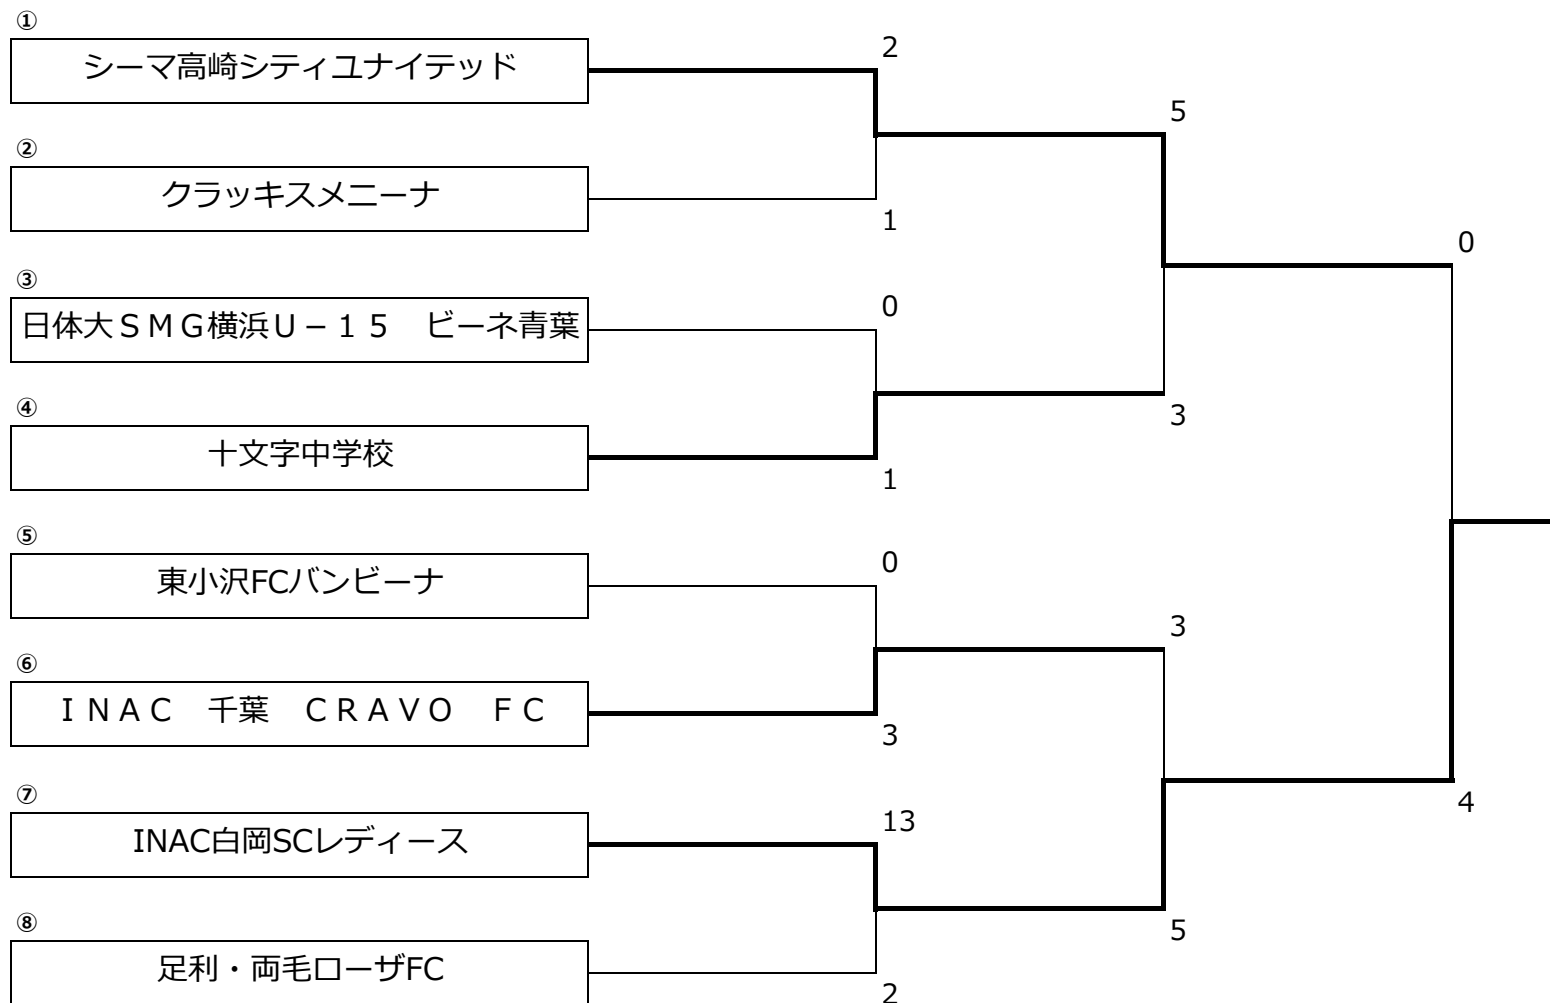 ①
シーマ高崎シティユナイテッド
2
5
②
クラッキスメニーナ
1
0
③
日体大ＳＭＧ横浜Ｕ－１５　ビーネ青葉
0
④
十文字中学校
3
1
⑤
東小沢FCバンビーナ
0
3
⑥
ＩＮＡＣ　千葉　ＣＲＡＶＯ　ＦＣ
3
⑦
INAC白岡SCレディース
13
4
⑧
足利・両毛ローザFC
5
2